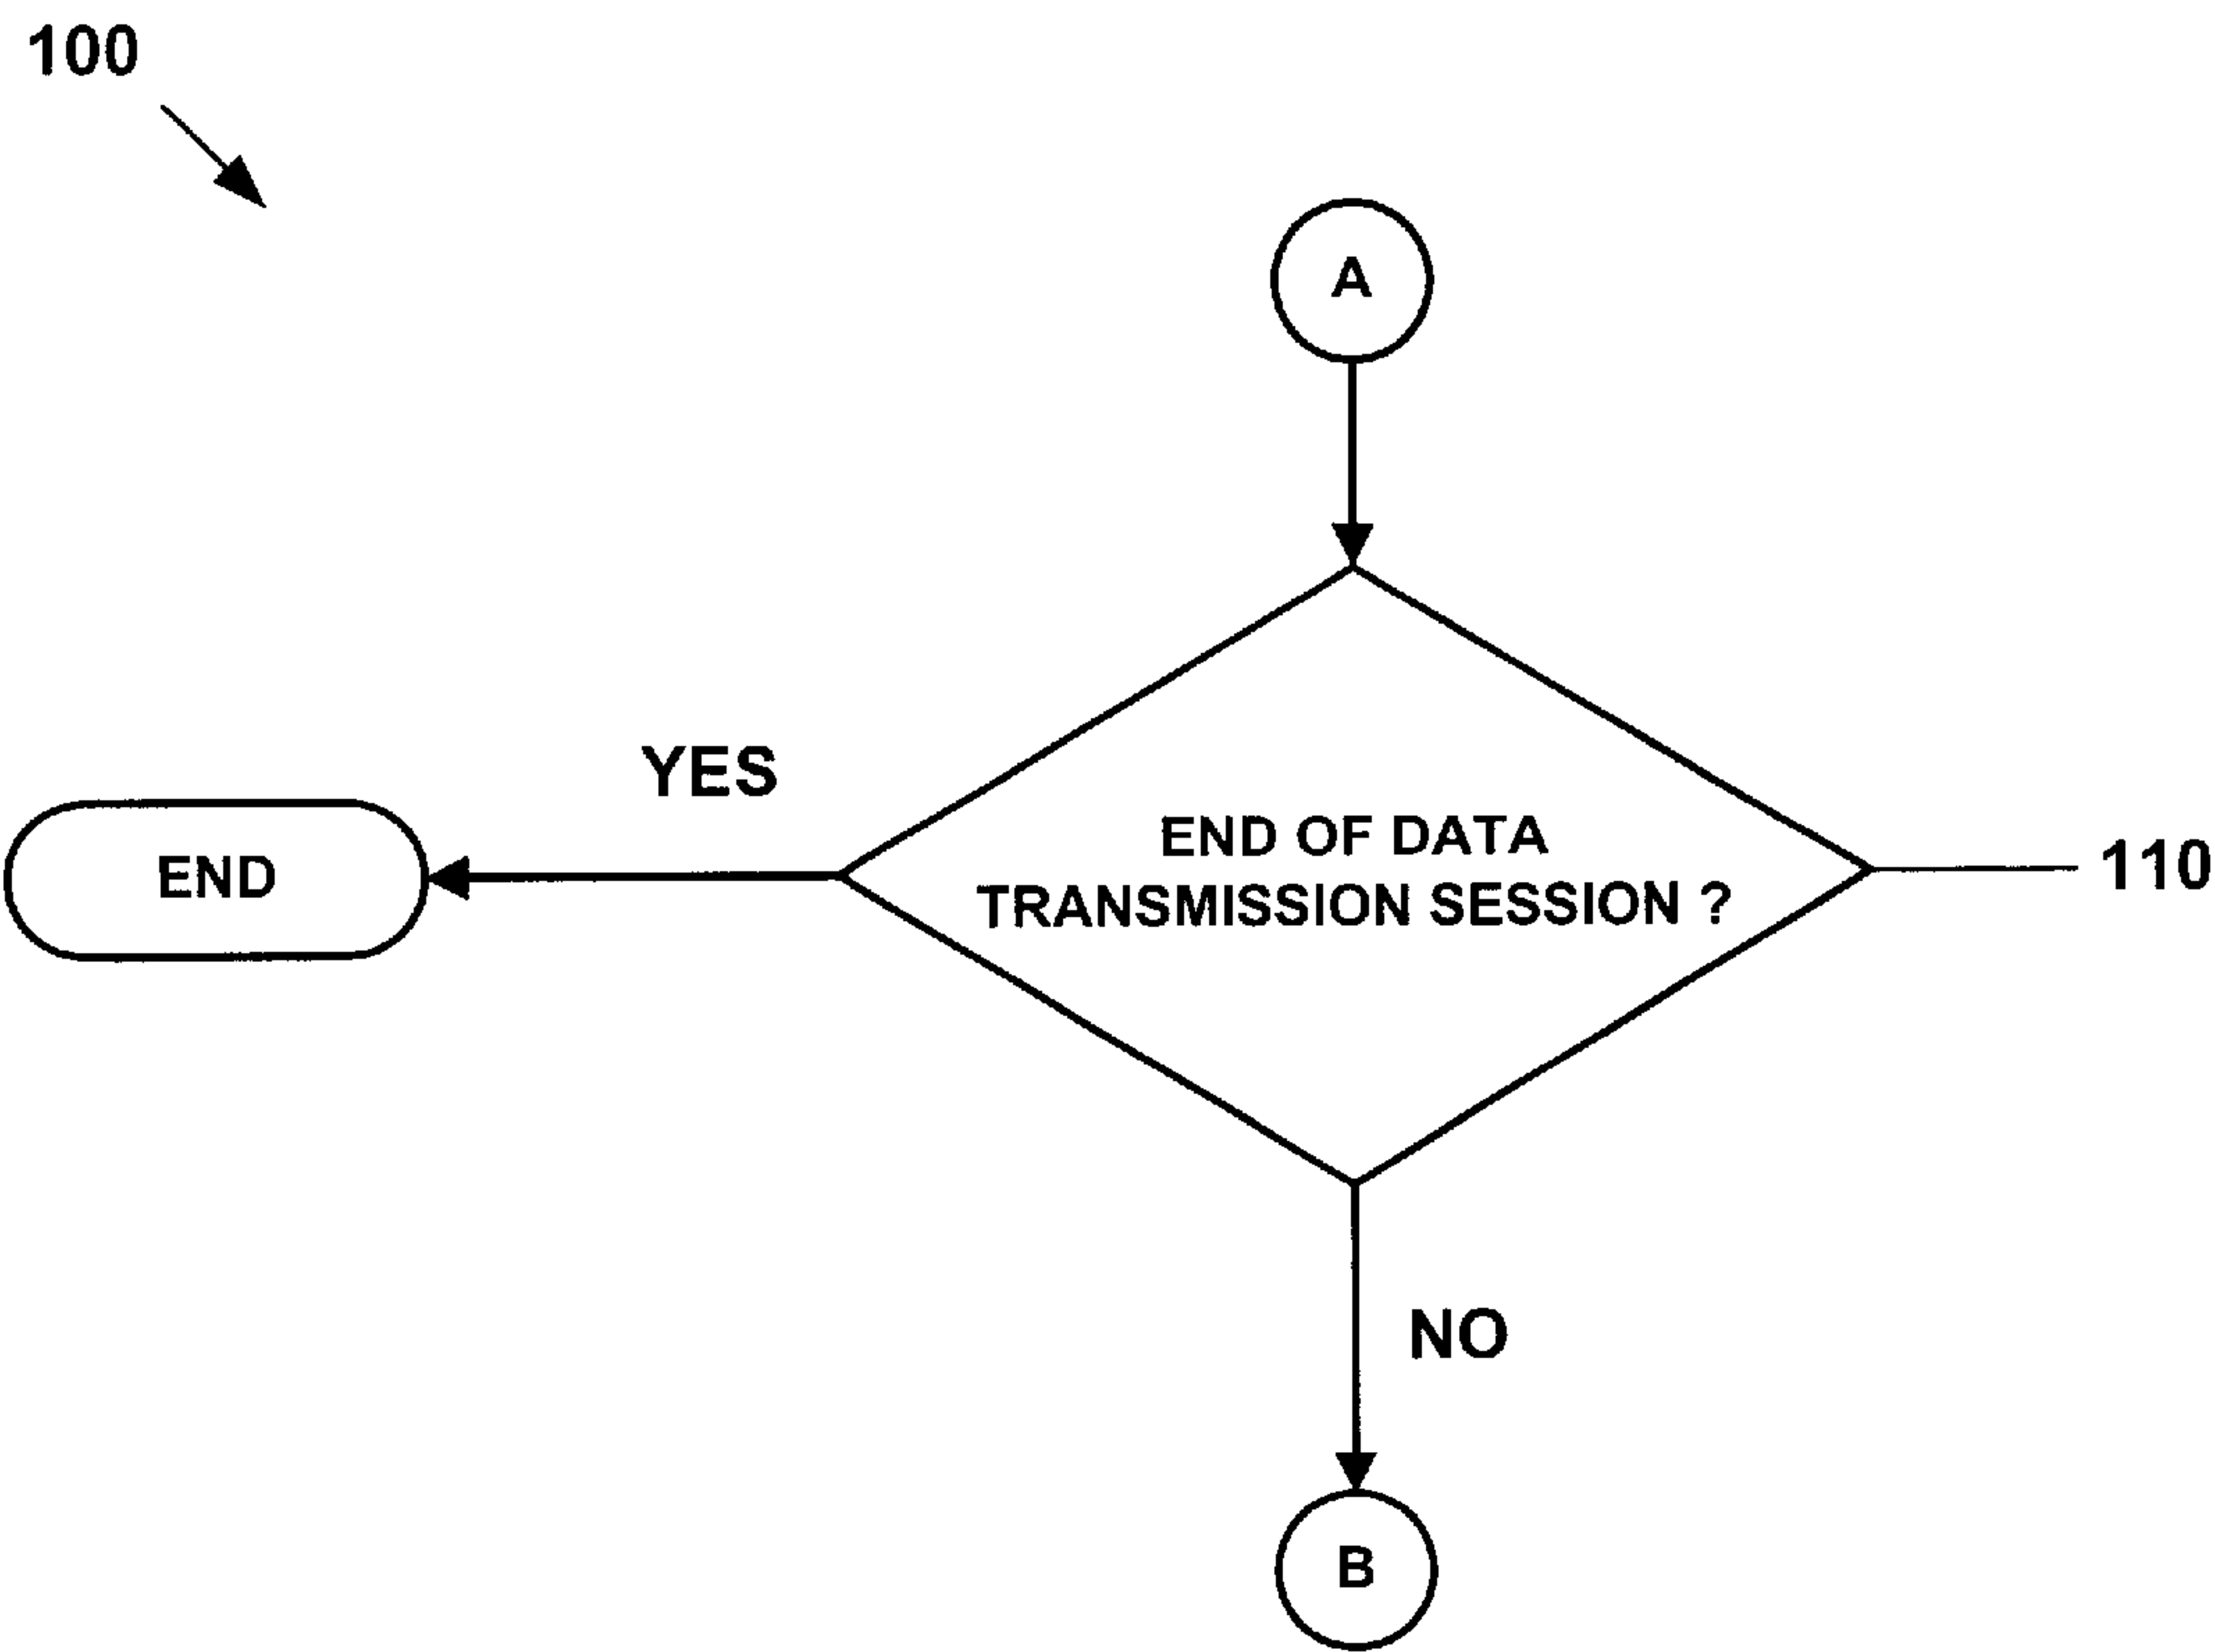 100
A
YES
END OF DATA
TRANSMISSION SESSION ?
END
110
NO
B